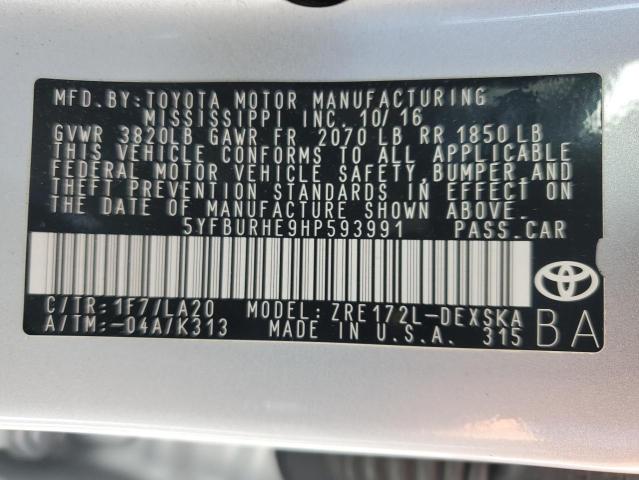 MFD.BY:TOYOTA MOTOR MANUFACTURING
MISSISSIPPI INC. 10/16
GVWR 3820LB GAWR FR 2070 LB RR 1850LB
THIS VEHICLE CONFORMS TO ALL APPLICABLE
FEDERAL MOTOR VEHICLE SAFETY,BUMPER,AND
THEFT PREVENTION STANDARDS IN EFFECT ON
THE DATE OF MANUFACTURE SHOWN ABOVE.
5YFBURHE9HP593991 PASS.CAR
C/TR:1F7/LA20 MODEL:ZRE172L-DEXSKA
A/TM:-04A/K313 MADE IN U.S.A. 315
BA